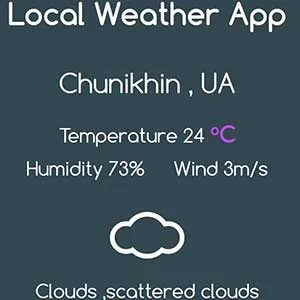 Local Weather App
Chunikhin , UA
Temperature 24 °C
Humidity 73% Wind 3m/s
Clouds ,scattered clouds